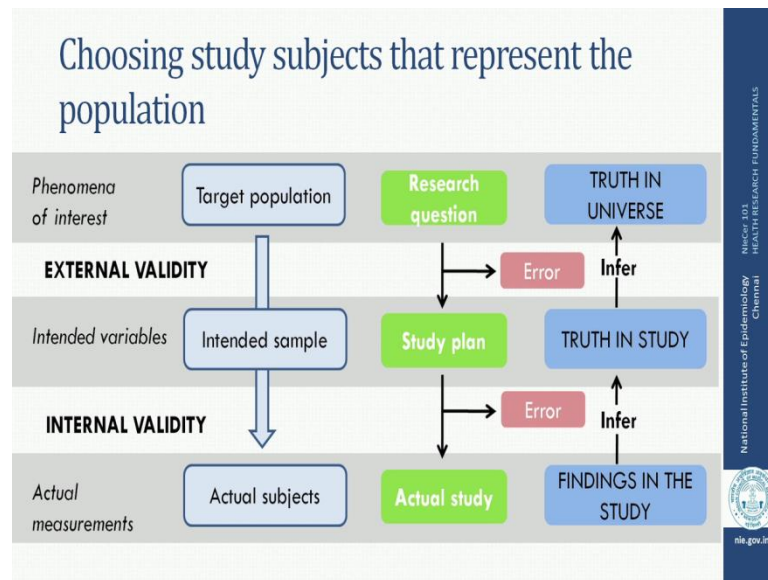 Choosing study subjects that represent the
population
Phenomena
of interest
Target population
Research
question
TRUTH IN
UNIVERSE
EXTERNAL VALIDITY
Error
Infer
Intended variables
Intended sample
Study plan
TRUTH IN STUDY
INTERNAL VALIDITY
Error
Infer
Actual
measurements
Actual subjects
Actual study
FINDINGS IN THE
STUDY
NIeCer 101
HEALTH RESEARCH FUNDAMENTALS
National Institute of Epidemiology
Chennai
nie.gov.in